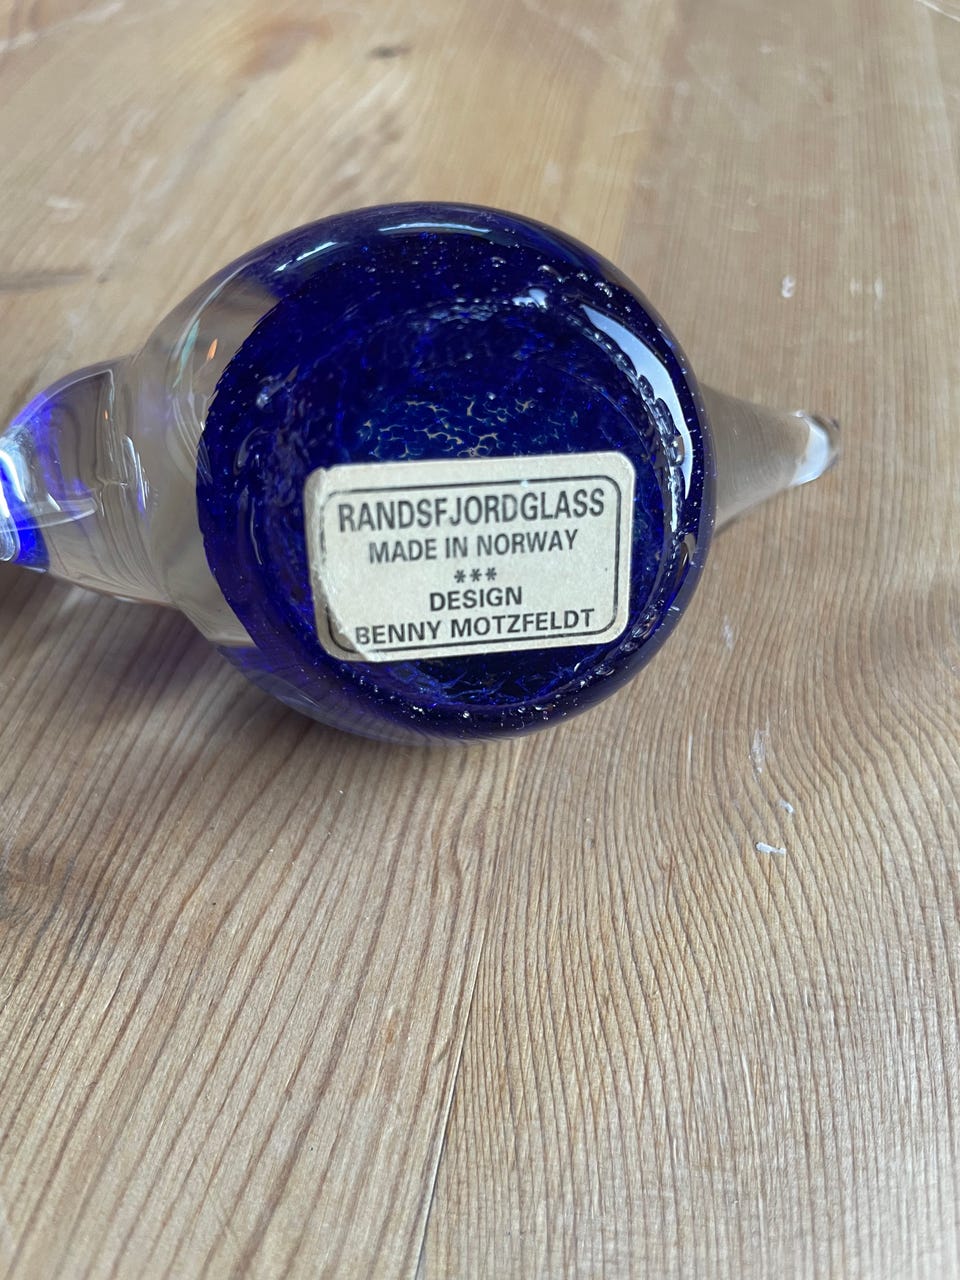 RANDSFJORDGLASS
MADE IN NORWAY
***
DESIGN
BENNY MOTZFELDT